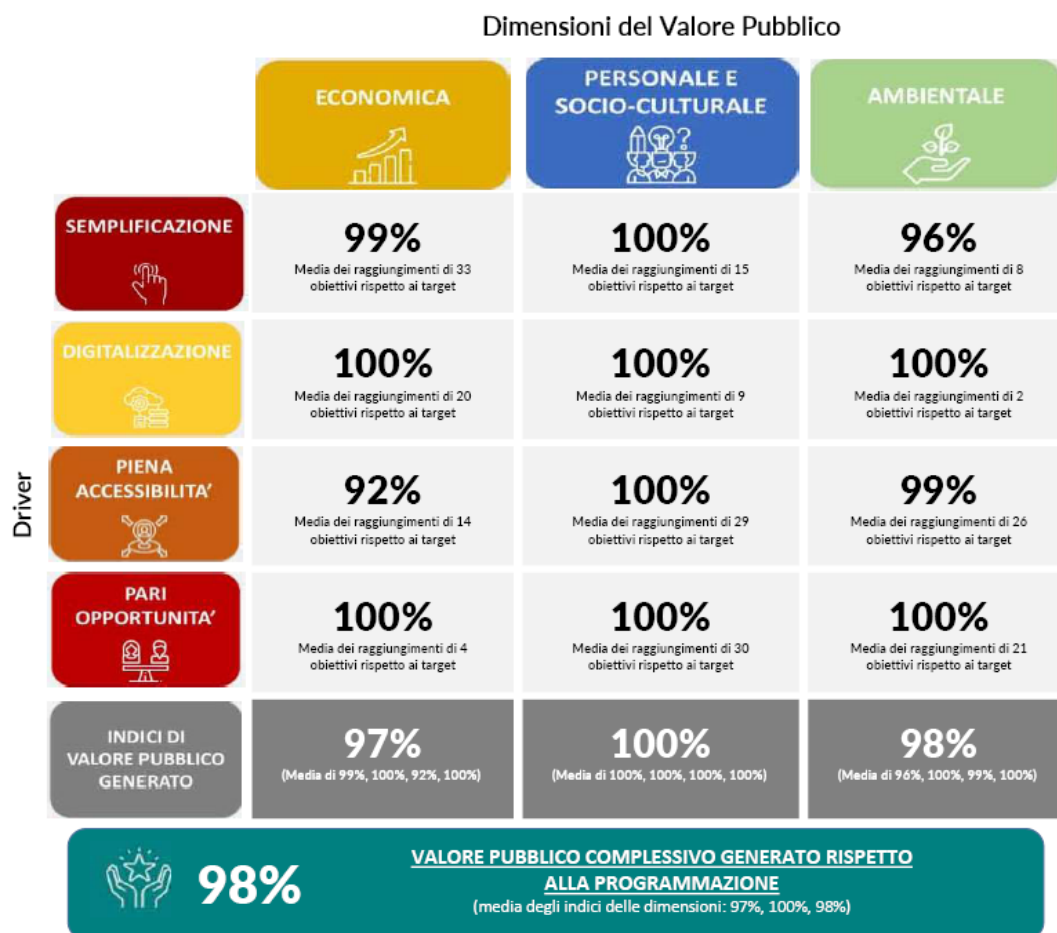 Dimensioni del Valore Pubblico
ECONOMICA
PERSONALE E
SOCIO-CULTURALE
AMBIENTALE
Driver
SEMPLIFICAZIONE
99%
Media dei raggiungimenti di 33
obiettivi rispetto ai target
100%
Media dei raggiungimenti di 15
obiettivi rispetto ai target
96%
Media dei raggiungimenti di 8
obiettivi rispetto ai target
DIGITALIZZAZIONE
100%
Media dei raggiungimenti di 20
obiettivi rispetto ai target
100%
Media dei raggiungimenti di 9
obiettivi rispetto ai target
100%
Media dei raggiungimenti di 2
obiettivi rispetto ai target
PIENA
ACCESSIBILITA'
92%
Media dei raggiungimenti di 14
obiettivi rispetto ai target
100%
Media dei raggiungimenti di 29
obiettivi rispetto ai target
99%
Media dei raggiungimenti di 26
obiettivi rispetto ai target
PARI
OPPORTUNITA'
100%
Media dei raggiungimenti di 4
obiettivi rispetto ai target
100%
Media dei raggiungimenti di 30
obiettivi rispetto ai target
100%
Media dei raggiungimenti di 21
obiettivi rispetto ai target
INDICI DI
VALORE PUBBLICO
GENERATO
97%
(Media di 99%, 100%, 92%, 100%)
100%
(Media di 100%, 100%, 100%, 100%)
98%
(Media di 96%, 100%, 99%, 100%)
98%
VALORE PUBBLICO COMPLESSIVO GENERATO RISPETTO
ALLA PROGRAMMAZIONE
(media degli indici delle dimensioni: 97%, 100%, 98%)